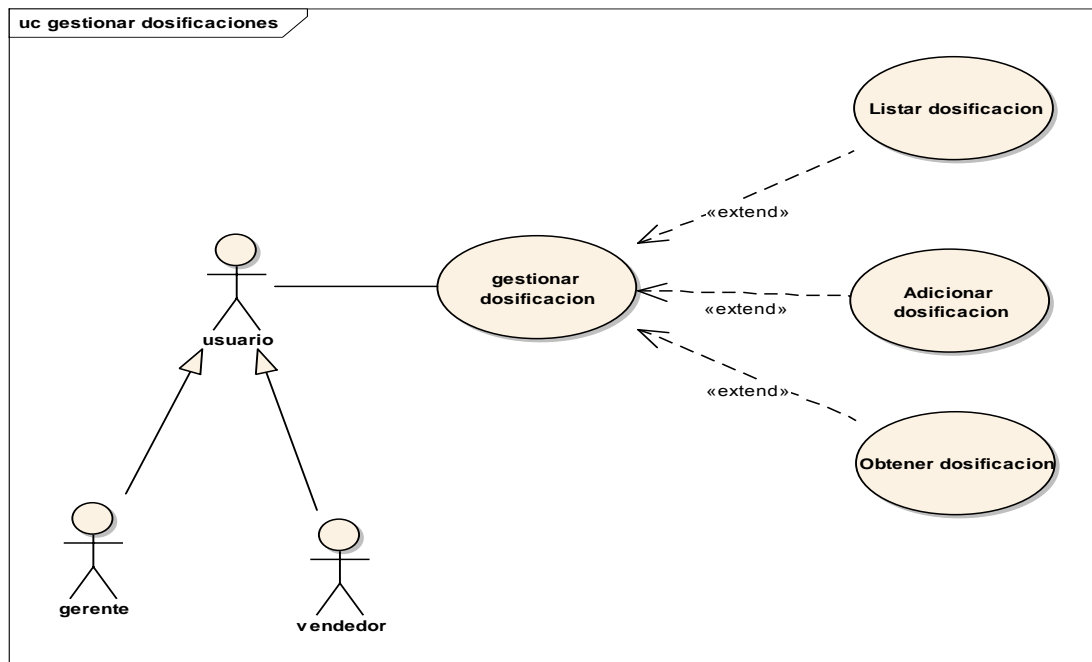 uc gestionar dosificaciones
Listar dosificacion
«extend»
gestionar
dosificacion
Adicionar
dosificacion
«extend»
usuario
«extend»
Obtener dosificacion
gerente
vendedor